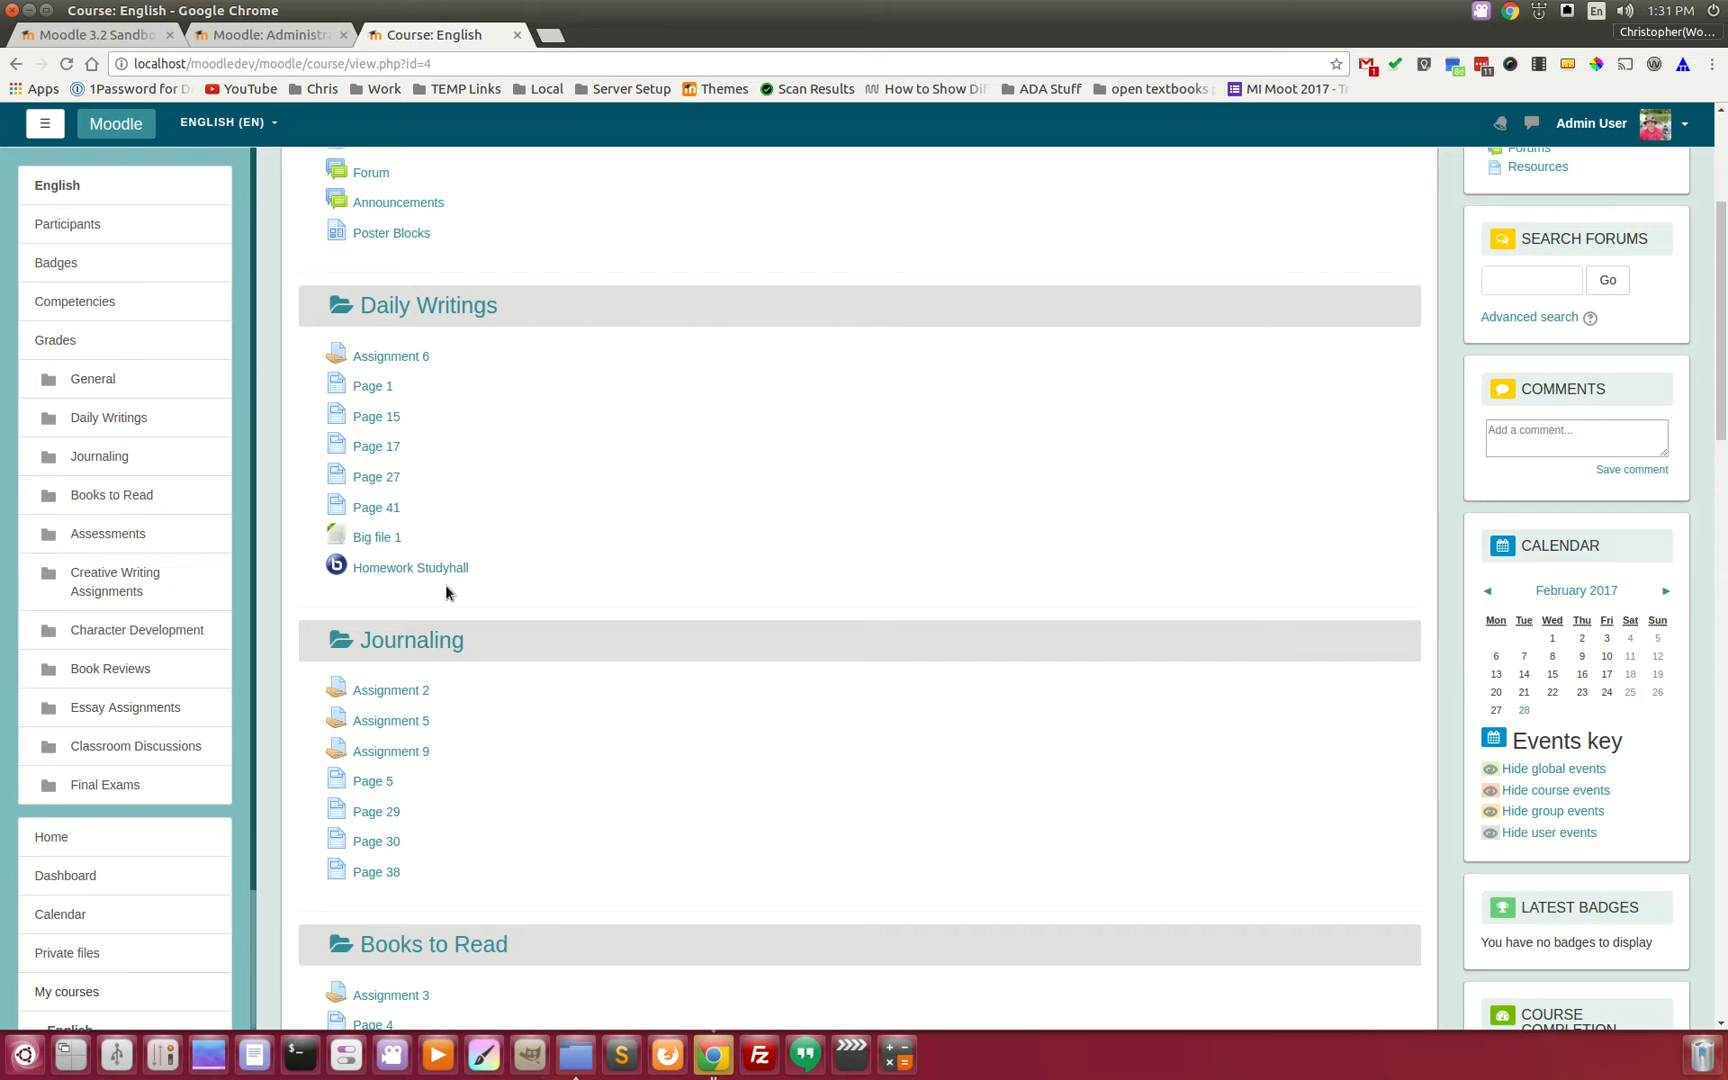 Course: English - Google Chrome
En
1:31 PM
Moodle 3.2 Sandbo
Moodle: Administra
Course: English
Christopher(Wo...
localhost/moodledev/moodle/course/view.php?id=4
1
8d
11
Apps
1Password for D
YouTube
Chris
Work
TEMP Links
Local
Server Setup
Themes
Scan Results
How to Show Di
ADA Stuff
open textbooks
MI Moot 2017 - Tr
Moodle
ENGLISH (EN)
Admin User
English
Participants
Badges
Competencies
Grades
General
Daily Writings
Journaling
Books to Read
Assessments
Creative Writing
Assignments
Character Development
Book Reviews
Essay Assignments
Classroom Discussions
Final Exams
Home
Dashboard
Calendar
Private files
My courses
English
Forum
Announcements
Poster Blocks
Daily Writings
Assignment 6
Page 1
Page 15
Page 17
Page 27
Page 41
Big file 1
Homework Studyhall
Journaling
Assignment 2
Assignment 5
Assignment 9
Page 5
Page 29
Page 30
Page 38
Books to Read
Assignment 3
Page 4
Forums
Resources
SEARCH FORUMS
Go
Advanced search
COMMENTS
Add a comment...
Save comment
CALENDAR
◄ February 2017 ►
Mon Tue Wed Thu Fri Sat Sun
1 2 3 4 5
6 7 8 9 10 11 12
13 14 15 16 17 18 19
20 21 22 23 24 25 26
27 28
Events key
Hide global events
Hide course events
Hide group events
Hide user events
LATEST BADGES
You have no badges to display
COURSE
COMPLETION